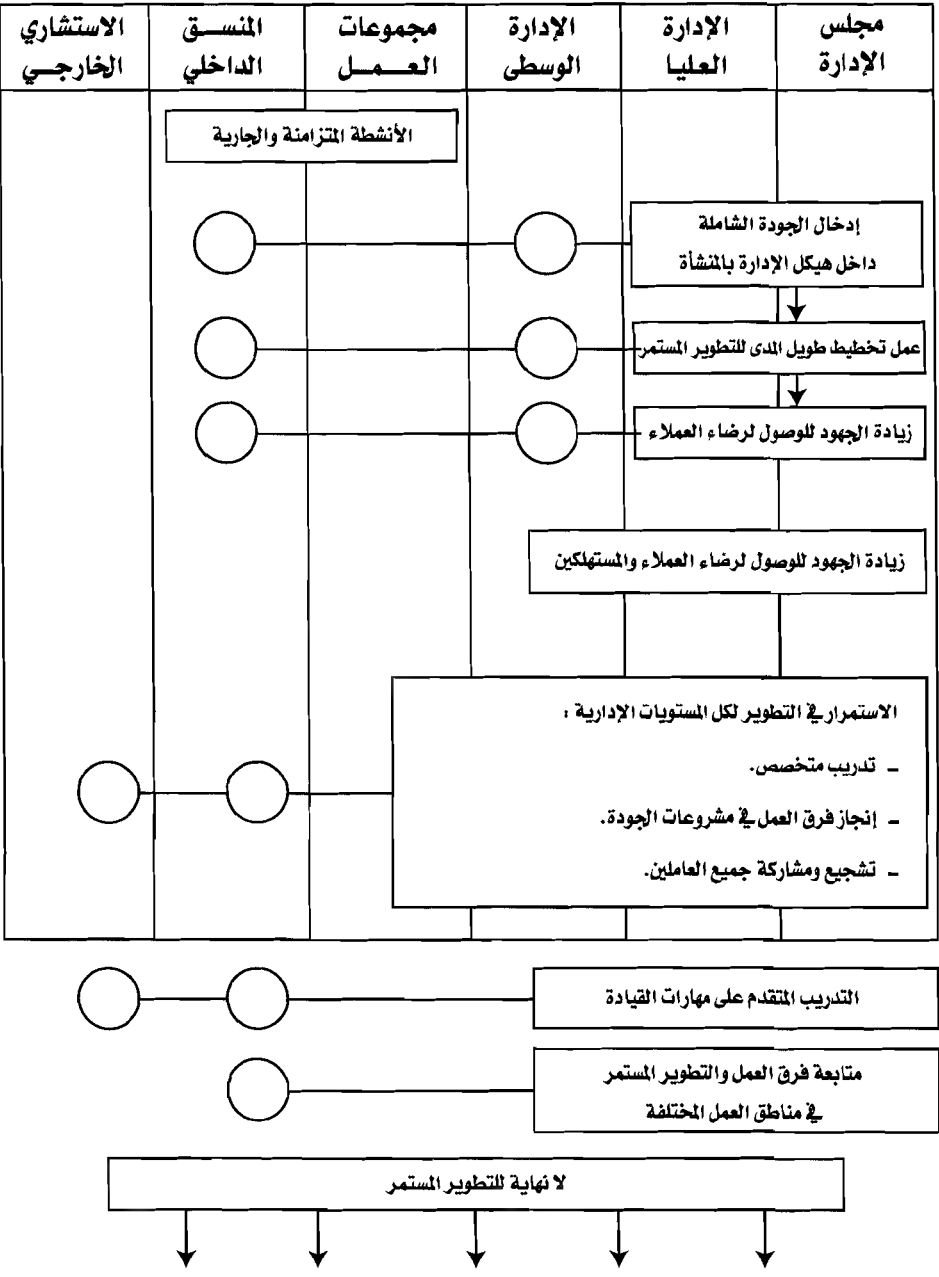 مجلس الإدارة
الإدارة العليا
الإدارة الوسطى
مجموعات العمل
المنسق الداخلي
الاستشاري الخارجي
الأنشطة المتزامنة والجارية
إدخال الجودة الشاملة
داخل هيكل الإدارة بالمنشأة
عمل تخطيط طويل المدى للتطوير المستمر
زيادة الجهود للوصول لرضاء العملاء
زيادة الجهود للوصول لرضاء العملاء والمستهلكين
الاستمرار في التطوير لكل المستويات الإدارية :
- تدريب متخصص.
- إنجاز فرق العمل في مشروعات الجودة.
- تشجيع ومشاركة جميع العاملين.
التدريب المتقدم على مهارات القيادة
متابعة فرق العمل والتطوير المستمر
في مناطق العمل المختلفة
لا نهاية للتطوير المستمر